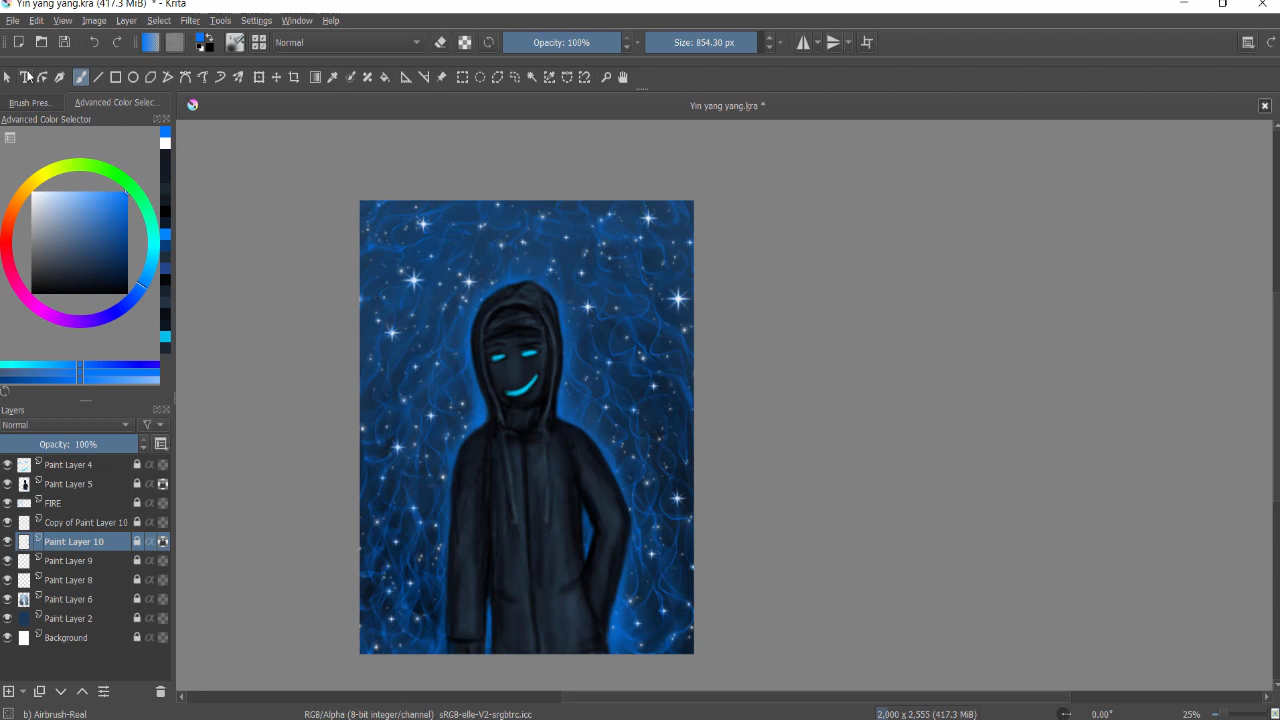 Yin yang yang.kra (417.3 MiB) * - Krita
File Edit View Image Layer Select Filter Tools Settings Window Help
Normal Opacity: 100% Size: 854.30 px
Brush Pres... Advanced Color Selec... Yin yang yang.kra *
Advanced Color Selector
Layers
Normal
Opacity: 100%
Paint Layer 4
Paint Layer 5
FIRE
Copy of Paint Layer 10
Paint Layer 10
Paint Layer 9
Paint Layer 8
Paint Layer 6
Paint Layer 2
Background
b) Airbrush-Real RGB/Alpha (8-bit integer/channel) sRGB-elle-V2-srgbtrc.icc 2,000 x 2,555 (417.3 MiB) 0.00° 25%